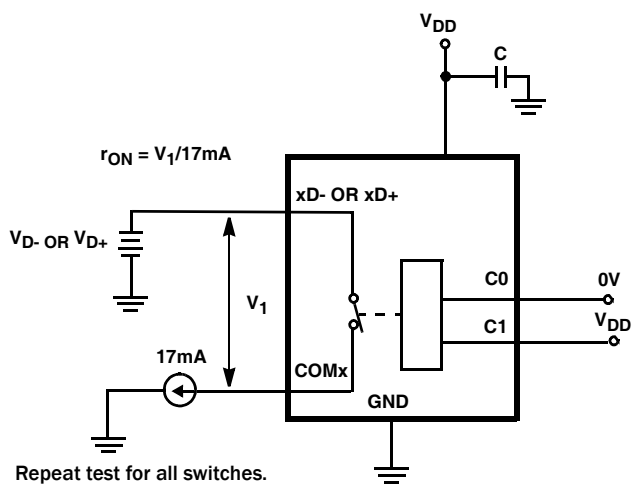 VDD
C
rON = V1/17mA
xD- OR xD+
VD- OR VD+
V1
C0
0V
C1
VDD
17mA
COMx
GND
Repeat test for all switches.